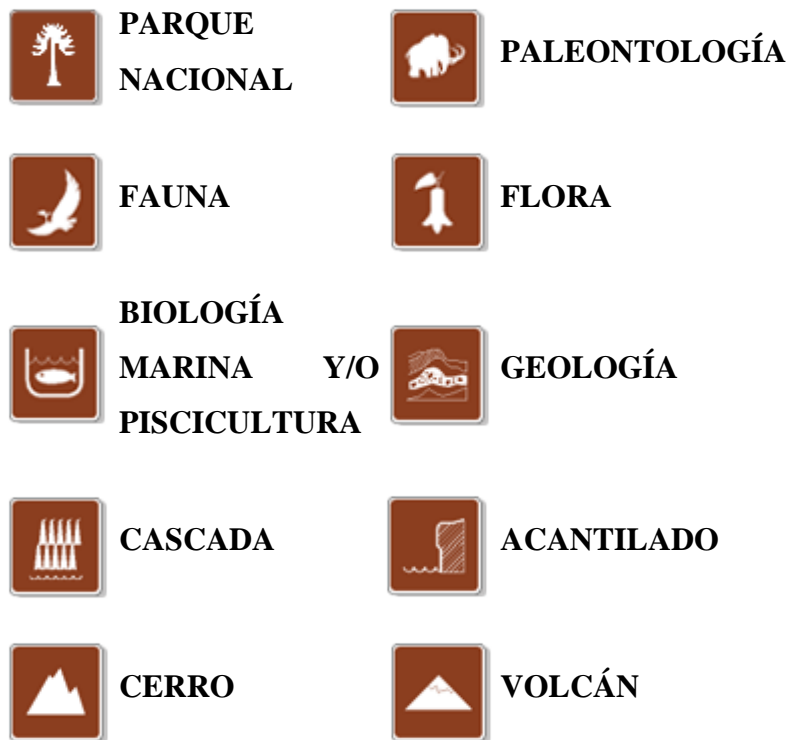 PARQUE
NACIONAL
PALEONTOLOGÍA
FAUNA
FLORA
BIOLOGÍA
MARINA Y/O
PISCICULTURA
GEOLOGÍA
CASCADA
ACANTILADO
CERRO
VOLCÁN